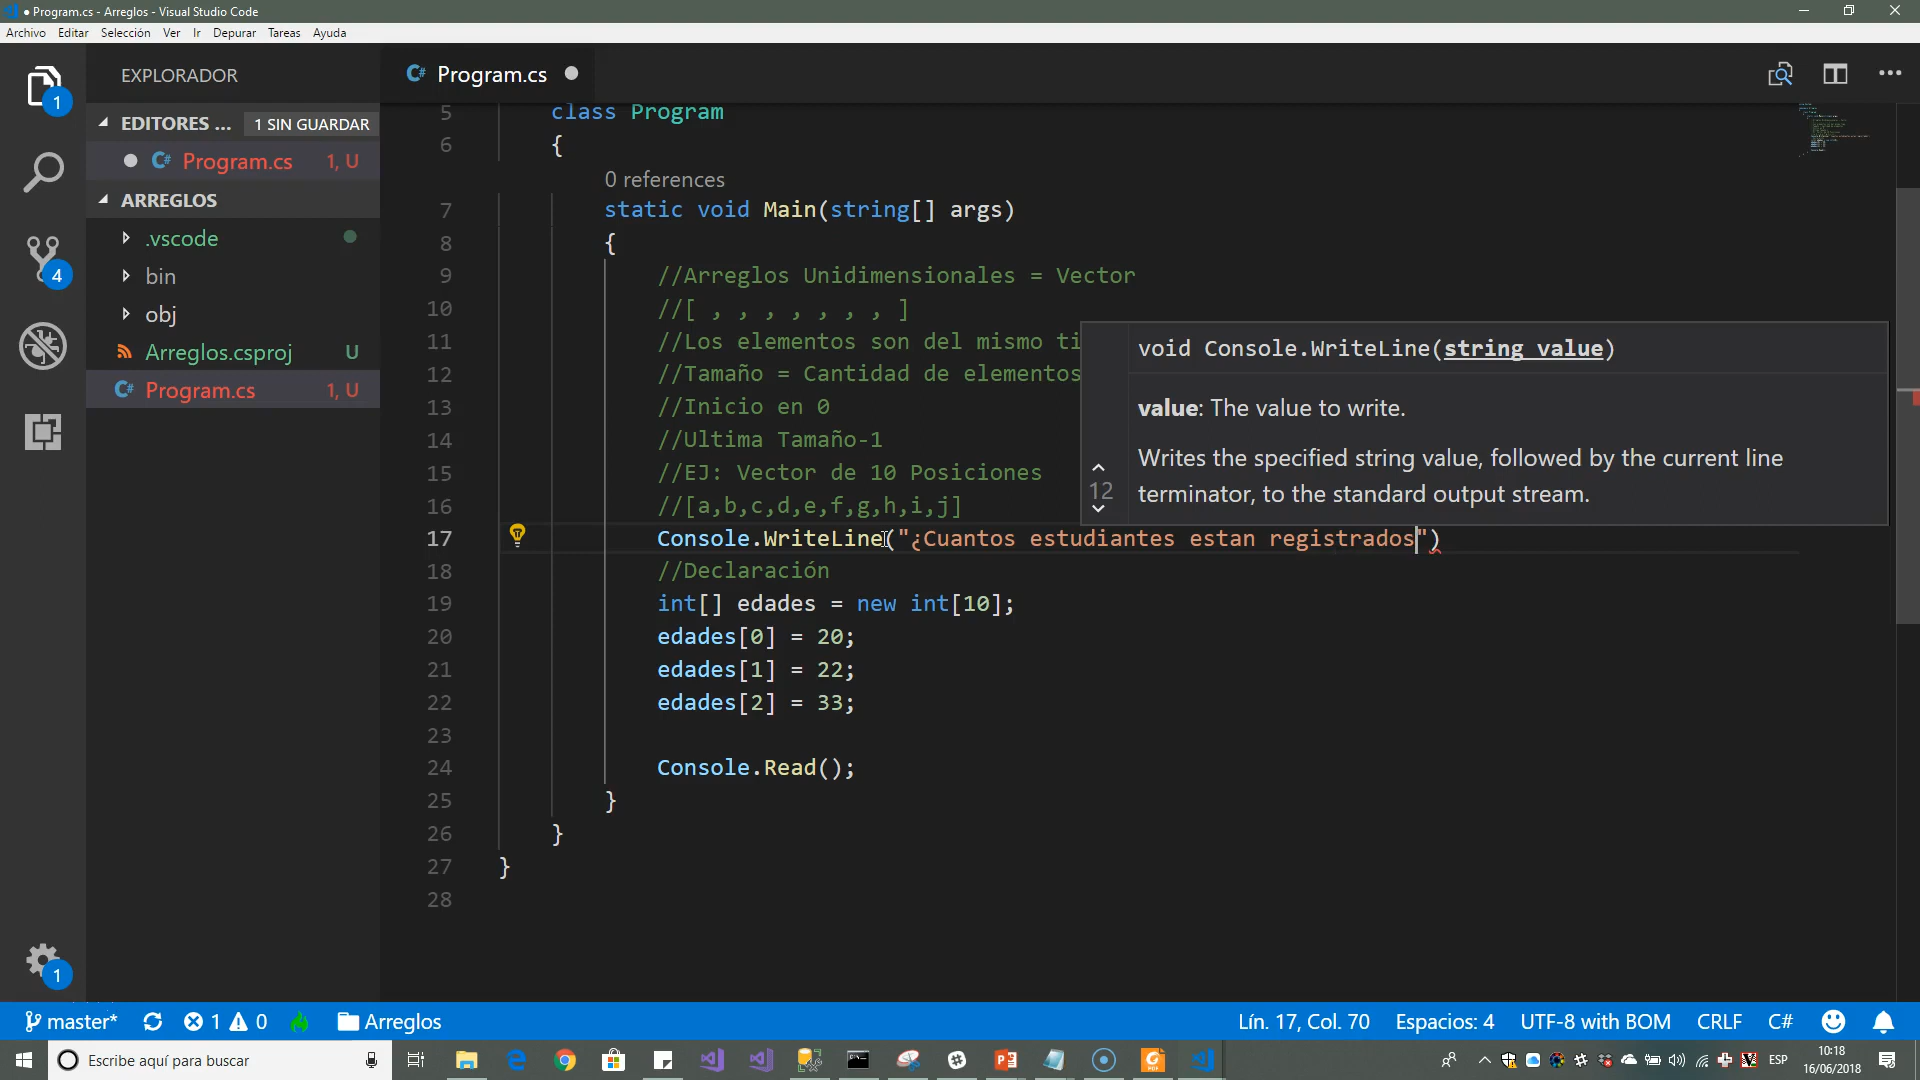 ● Program.cs - Arreglos - Visual Studio Code
Archivo Editar Selección Ver Ir Depurar Tareas Ayuda
EXPLORADOR
EDITORES ... 1 SIN GUARDAR
Program.cs 1, U
ARREGLOS
.vscode
bin
obj
Arreglos.csproj U
Program.cs 1, U
1
4
1
Program.cs
5 class Program
6 {
0 references
7 static void Main(string[] args)
8 {
9 //Arreglos Unidimensionales = Vector
10 //[ , , , , , , , ]
11 //Los elementos son del mismo ti
12 //Tamaño = Cantidad de elementos
13 //Inicio en 0
14 //Ultima Tamaño-1
15 //EJ: Vector de 10 Posiciones
16 //[a,b,c,d,e,f,g,h,i,j]
17 Console.WriteLine("¿Cuantos estudiantes estan registrados")
18 //Declaración
19 int[] edades = new int[10];
20 edades[0] = 20;
21 edades[1] = 22;
22 edades[2] = 33;
23
24 Console.Read();
25 }
26 }
27 }
28
void Console.WriteLine(string value)
value: The value to write.
12
Writes the specified string value, followed by the current line
terminator, to the standard output stream.
master* 1 0 Arreglos Lín. 17, Col. 70 Espacios: 4 UTF-8 with BOM CRLF C#
Escribe aquí para buscar
ESP
10:18
16/06/2018